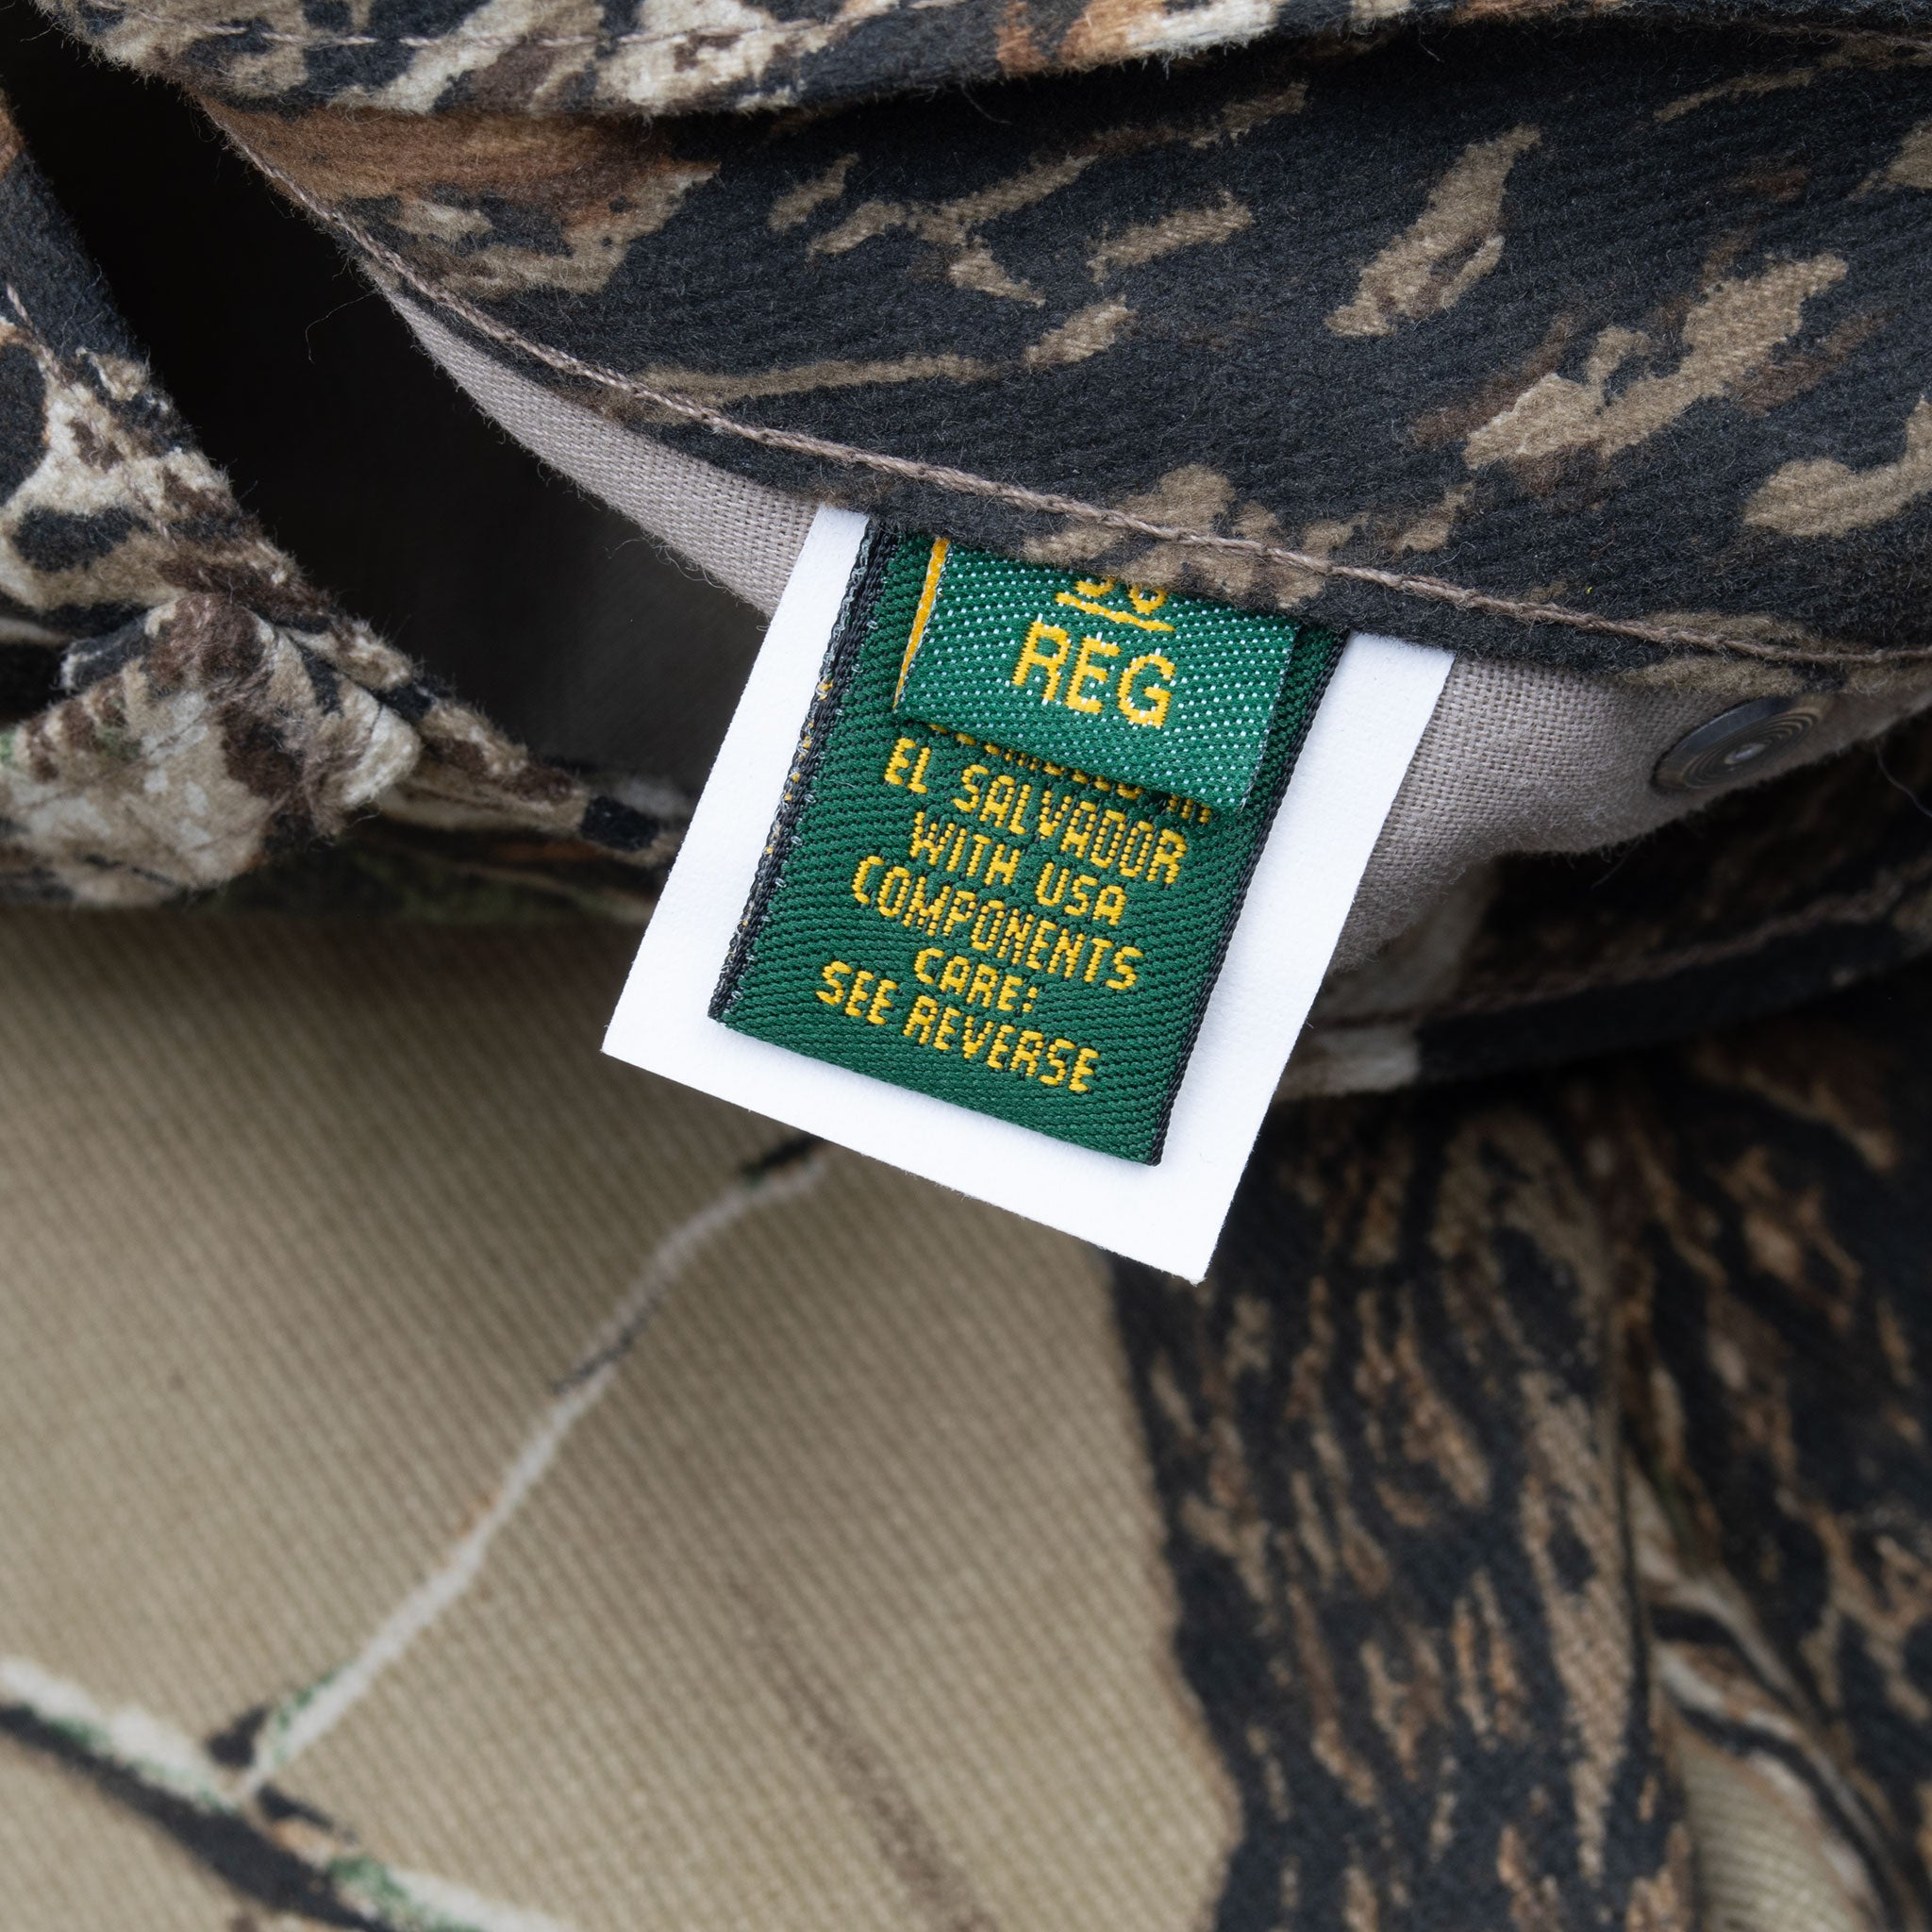 REG
EL SALVADOR
WITH USA
COMPONENTS
CARE:
SEE REVERSE